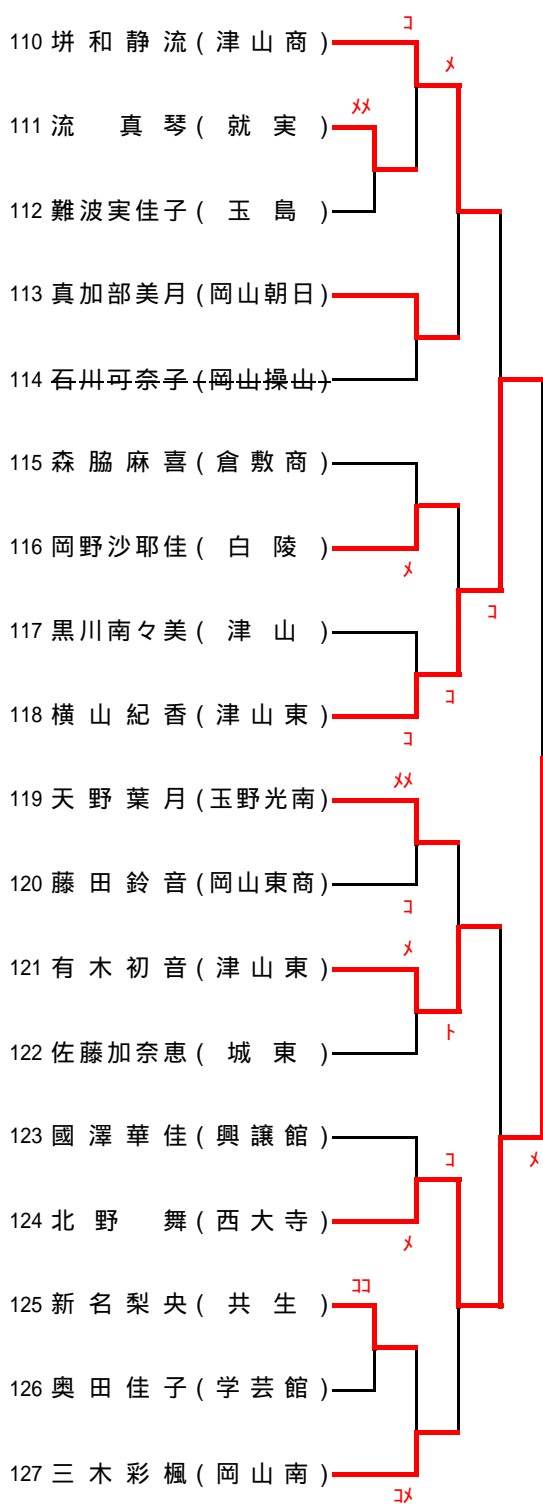 コ
110 垪和静流(津山商)
メ
メメ
111 流 真琴(就実)
112 難波実佳子(玉島)
113 真加部美月(岡山朝日)
114 石川可奈子(岡山操山)
115 森脇麻喜(倉敷商)
116 岡野沙耶佳(白陵)
メ
コ
117 黒川南々美(津山)
コ
118 横山紀香(津山東)
コ
メメ
119 天野葉月(玉野光南)
120 藤田鈴音(岡山東商)
コ
メ
121 有木初音(津山東)
ト
122 佐藤加奈恵(城東)
123 國澤華佳(興譲館)
コ
メ
124 北野 舞(西大寺)
メ
ココ
125 新名梨央(共生)
126 奥田佳子(学芸館)
127 三木彩楓(岡山南)
コメ